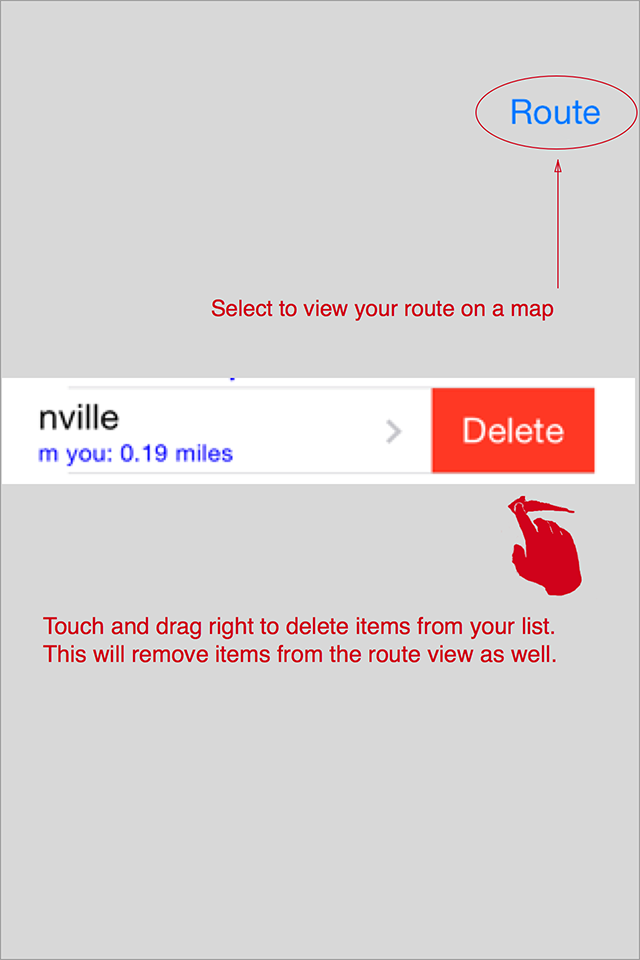 Route
Select to view your route on a map
nville
m you: 0.19 miles
Delete
Touch and drag right to delete items from your list.
This will remove items from the route view as well.